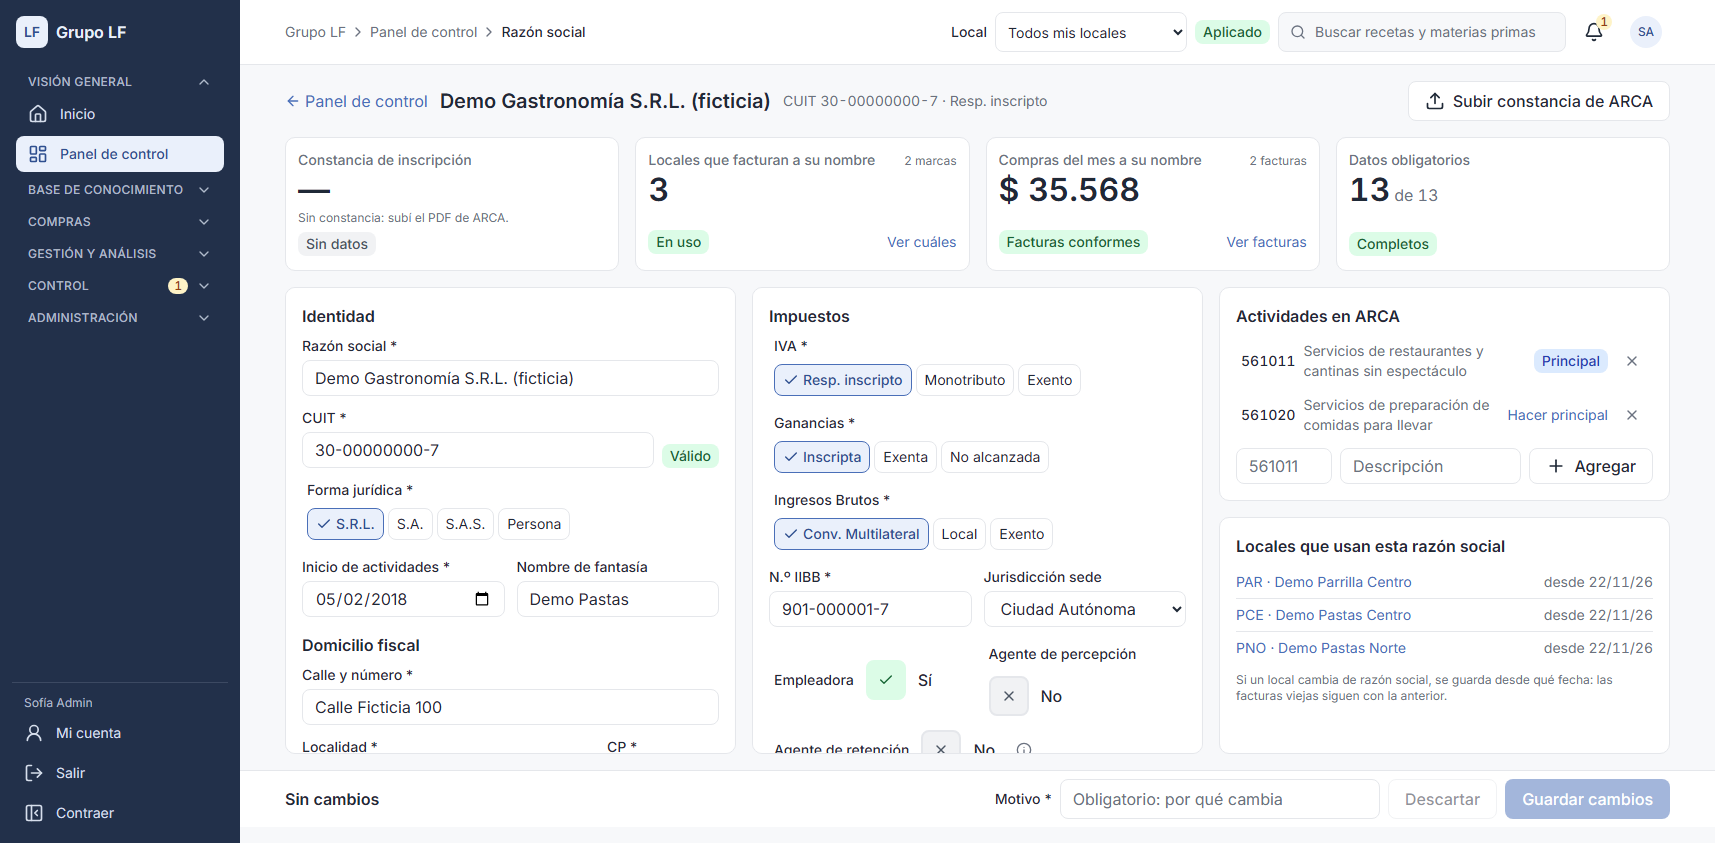 LF Grupo LF
VISIÓN GENERAL
Inicio
Panel de control
BASE DE CONOCIMIENTO
COMPRAS
GESTIÓN Y ANÁLISIS
CONTROL 1
ADMINISTRACIÓN
Sofía Admin
Mi cuenta
Salir
Contraer
Grupo LF > Panel de control > Razón social
Local Todos mis locales Aplicado Buscar recetas y materias primas 1 SA
← Panel de control Demo Gastronomía S.R.L. (ficticia) CUIT 30-00000000-7 · Resp. inscripto Subir constancia de ARCA
Constancia de inscripción
—
Sin constancia: subí el PDF de ARCA.
Sin datos
Locales que facturan a su nombre 2 marcas
3
En uso Ver cuáles
Compras del mes a su nombre 2 facturas
$ 35.568
Facturas conformes Ver facturas
Datos obligatorios
13 de 13
Completos
Identidad
Razón social *
Demo Gastronomía S.R.L. (ficticia)
CUIT *
30-00000000-7 Válido
Forma jurídica *
S.R.L. S.A. S.A.S. Persona
Inicio de actividades * Nombre de fantasía
05/02/2018 Demo Pastas
Domicilio fiscal
Calle y número *
Calle Ficticia 100
Localidad * CP *
Impuestos
IVA *
Resp. inscripto Monotributo Exento
Ganancias *
Inscripta Exenta No alcanzada
Ingresos Brutos *
Conv. Multilateral Local Exento
N.º IIBB * Jurisdicción sede
901-000001-7 Ciudad Autónoma
Empleadora Sí
Agente de percepción
No
Agente de retención No
Actividades en ARCA
561011 Servicios de restaurantes y cantinas sin espectáculo Principal
561020 Servicios de preparación de comidas para llevar Hacer principal
561011 Descripción + Agregar
Locales que usan esta razón social
PAR · Demo Parrilla Centro desde 22/11/26
PCE · Demo Pastas Centro desde 22/11/26
PNO · Demo Pastas Norte desde 22/11/26
Si un local cambia de razón social, se guarda desde qué fecha: las
facturas viejas siguen con la anterior.
Sin cambios Motivo * Obligatorio: por qué cambia Descartar Guardar cambios